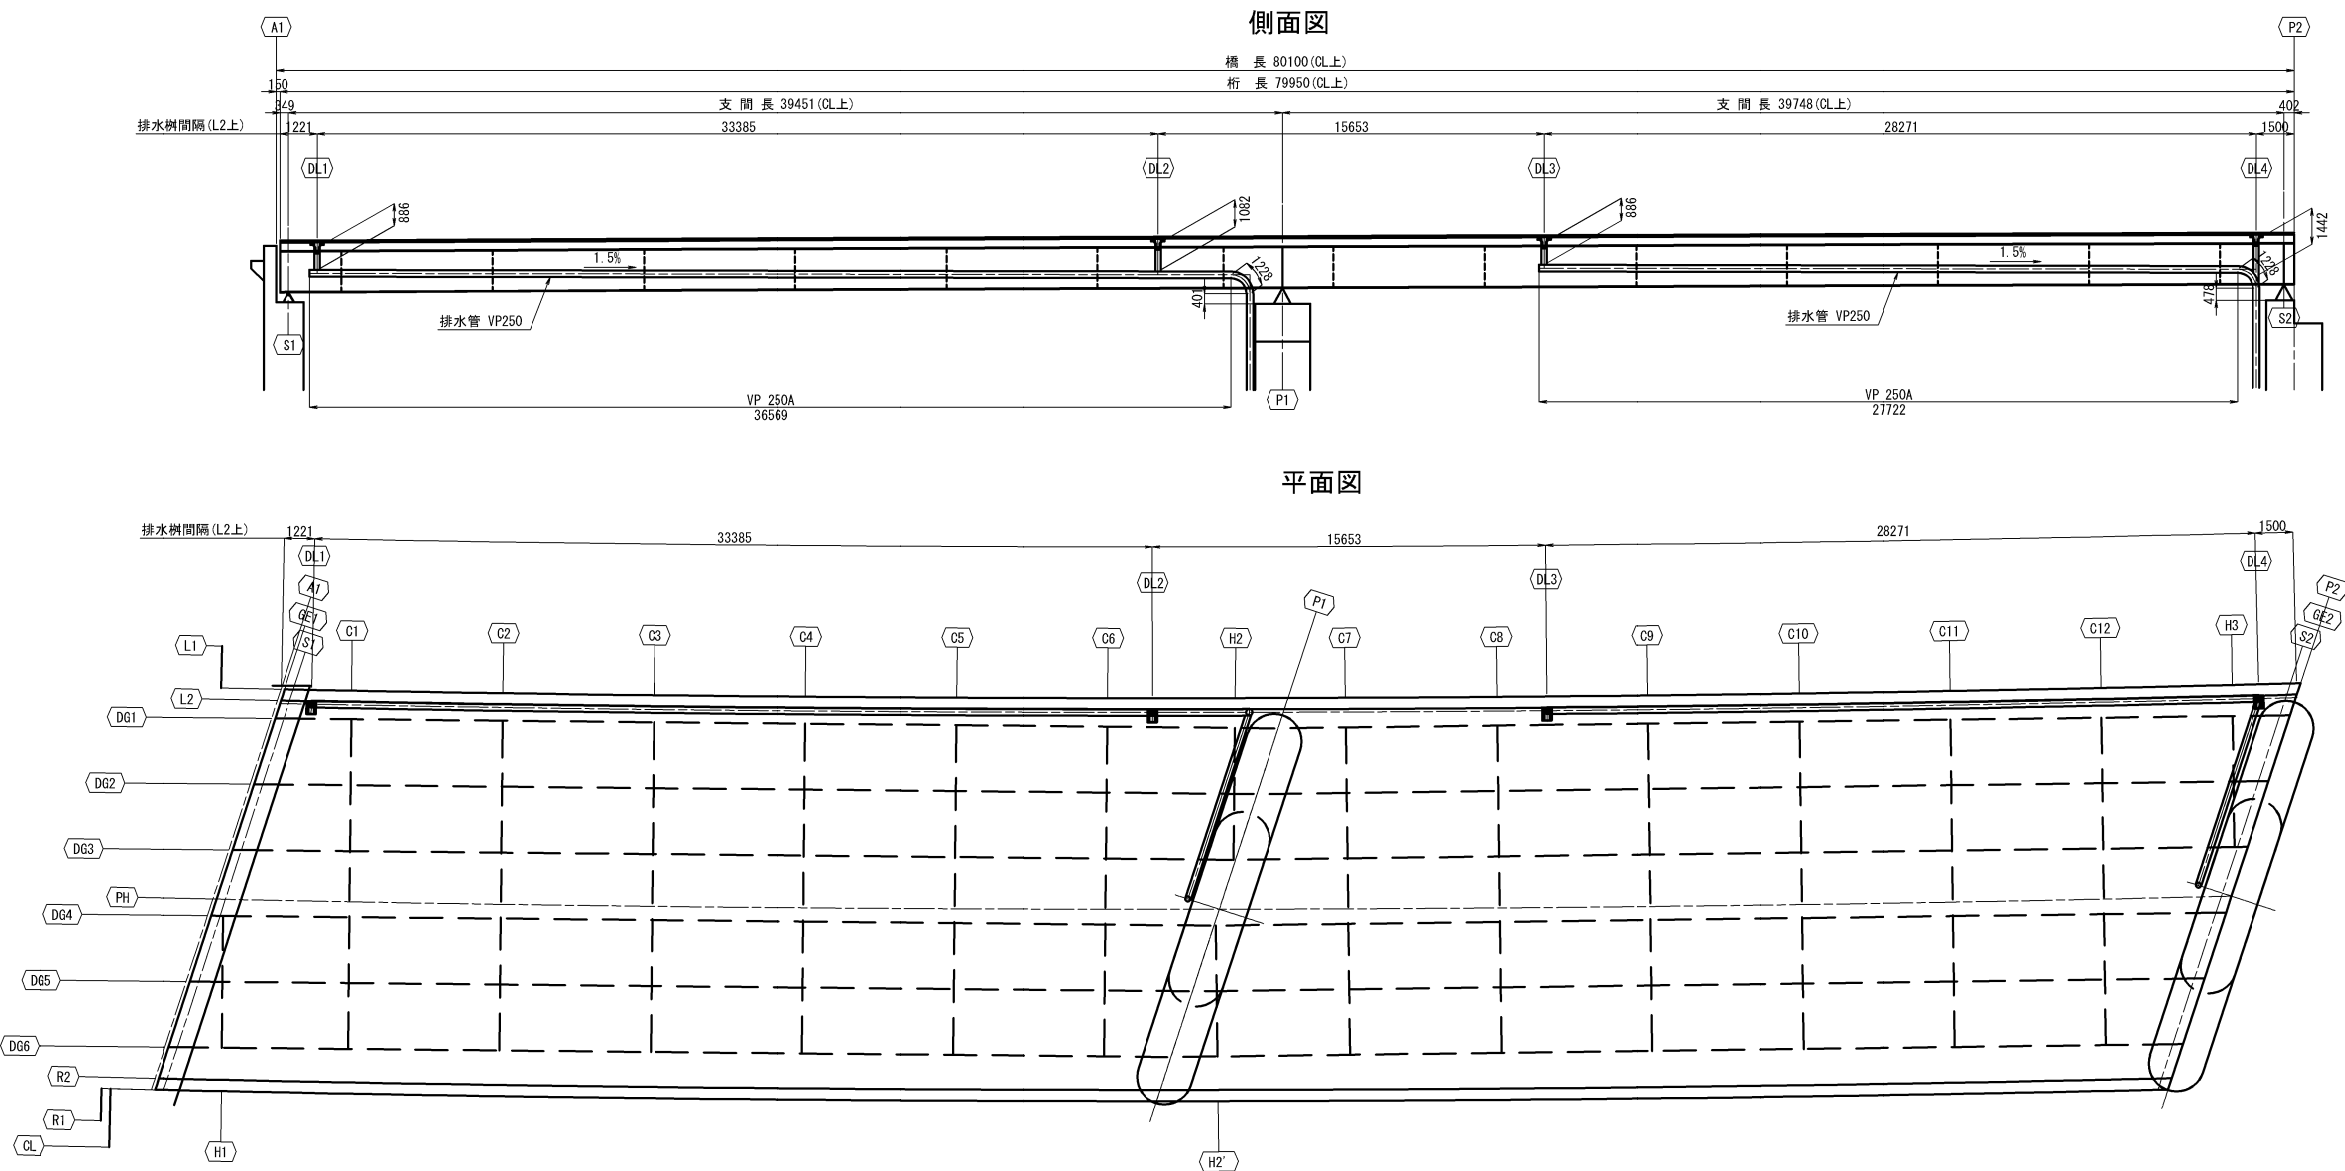 側面図
A1
P2
橋 長 80100(CL上)
150
桁 長 79950(CL上)
349
支 間 長 39451(CL上)
支 間 長 39748(CL上)
402
排水桝間隔(L2上)
1221
33385
15653
28271
1500
DL1
DL2
DL3
DL4
886
1082
886
1442
1.5%
1228
1.5%
1228
401
478
排水管 VP250
排水管 VP250
S1
S2
P1
VP 250A
36569
VP 250A
27722
平面図
排水桝間隔(L2上)
1221
33385
15653
28271
1500
DL1
DL2
DL3
DL4
A1
GE1
S1
P1
P2
GE2
S2
L1
C1
C2
C3
C4
C5
C6
H2
C7
C8
C9
C10
C11
C12
H3
L2
DG1
DG2
DG3
PH
DG4
DG5
DG6
R2
R1
CL
H1
H2'